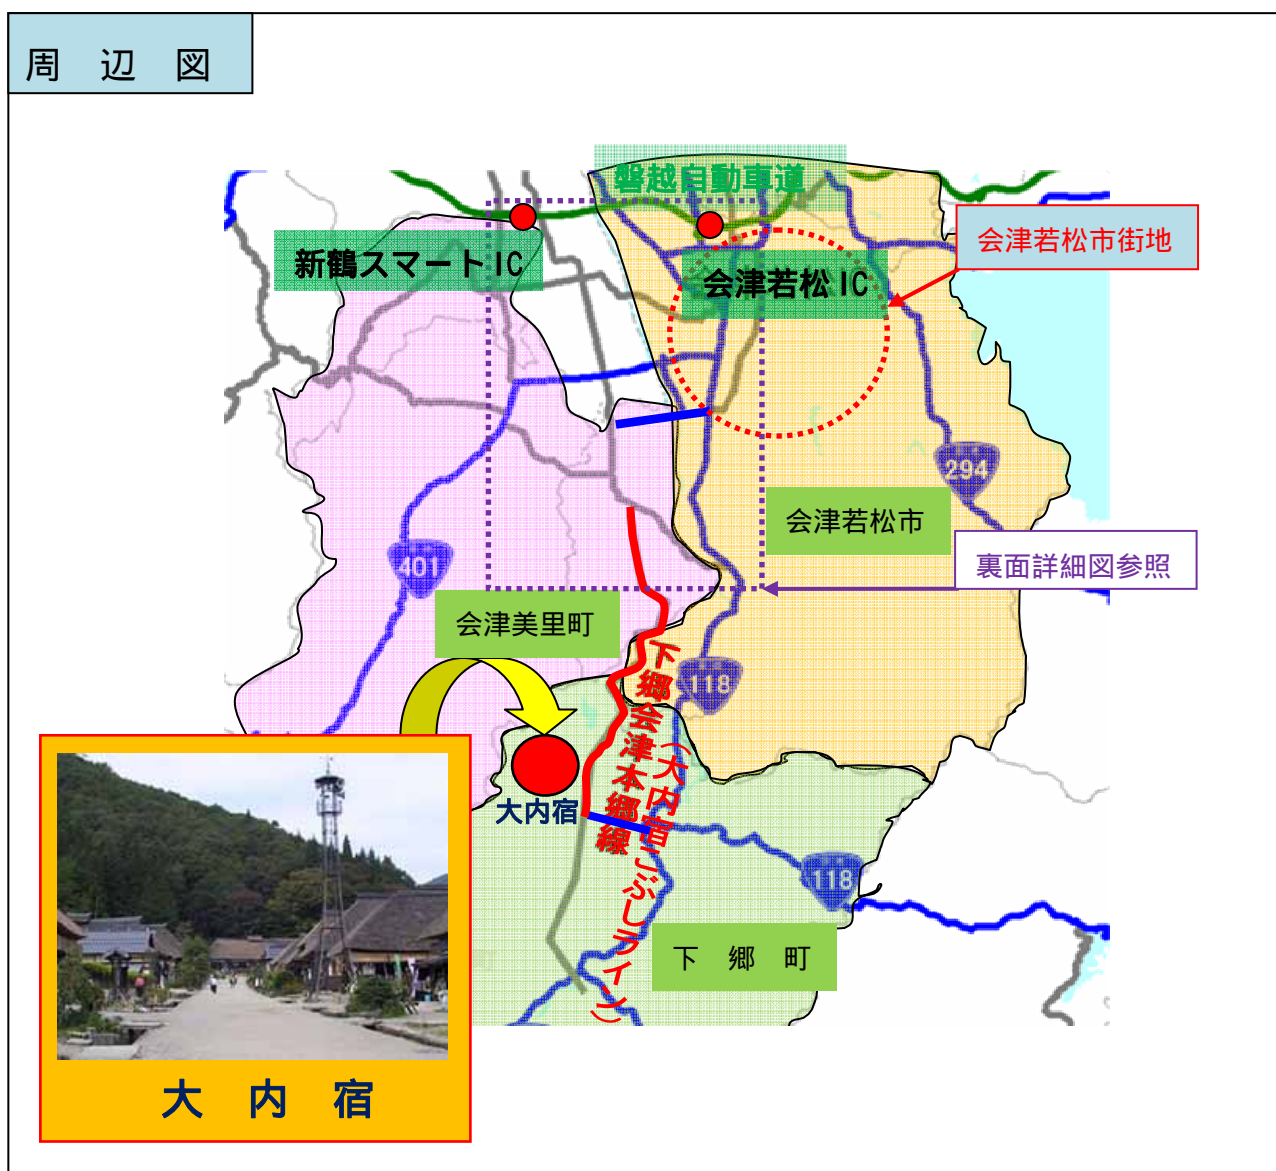 周 辺 図
磐越自動車道
会津若松市街地
新鶴スマートIC
会津若松IC
294
会津若松市
401
裏面詳細図参照
会津美里町
118
下郷会津本郷線
(大内宿こぶしライン)
大内宿
118
下 郷 町
大 内 宿